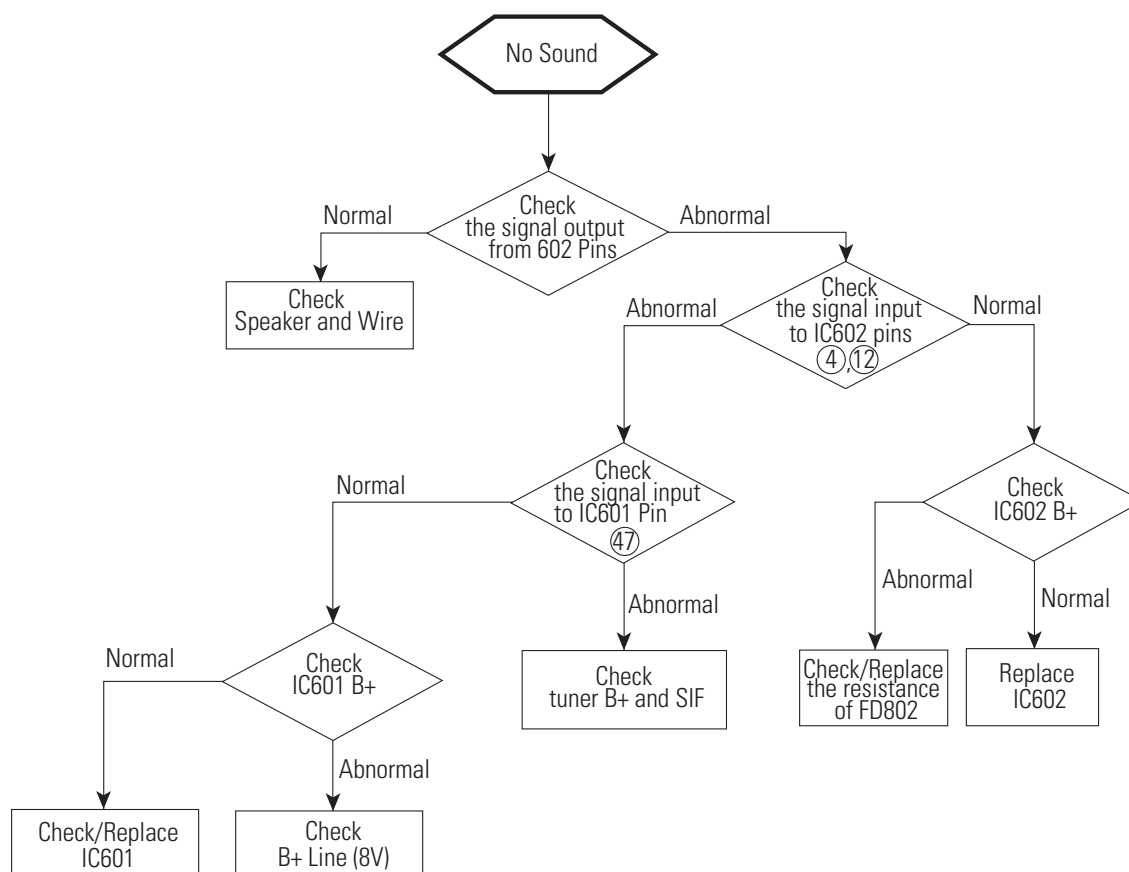 No Sound
Check
the signal output
from 602 Pins
Normal
Abnormal
Check
Speaker and Wire
Check
the signal input
to IC602 pins
④,⑫
Abnormal
Normal
Check
the signal input
to IC601 Pin
㊼
Normal
Abnormal
Check
IC602 B+
Abnormal
Normal
Check
IC601 B+
Normal
Abnormal
Check
tuner B+ and SIF
Check/Replace
the resistance
of FD802
Replace
IC602
Check/Replace
IC601
Check
B+ Line (8V)